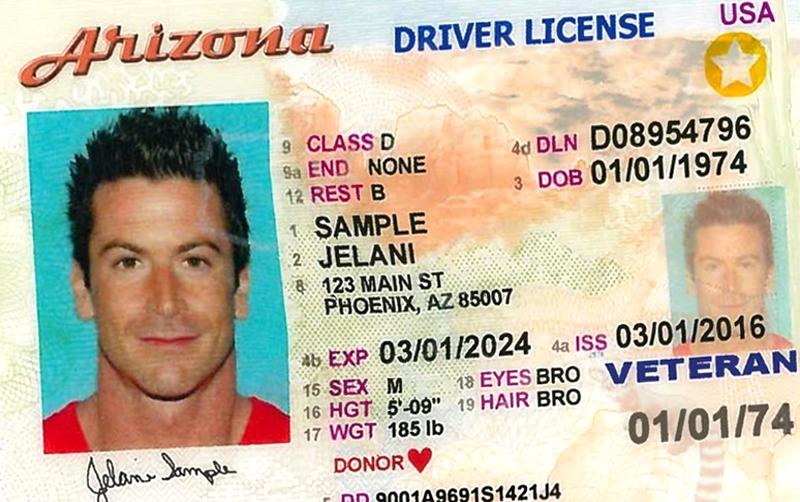 Arizona DRIVER LICENSE USA
9 CLASS D 4d DLN D08954796
9a END NONE 3 DOB 01/01/1974
12 REST B
1 SAMPLE
2 JELANI
8 123 MAIN ST
PHOENIX, AZ 85007
4b EXP 03/01/2024 4a ISS 03/01/2016
15 SEX M 18 EYES BRO VETERAN
16 HGT 5'-09" 19 HAIR BRO
17 WGT 185 lb 01/01/74
DONOR
Jelani Sample
5 DD 9001A9691S1421J4